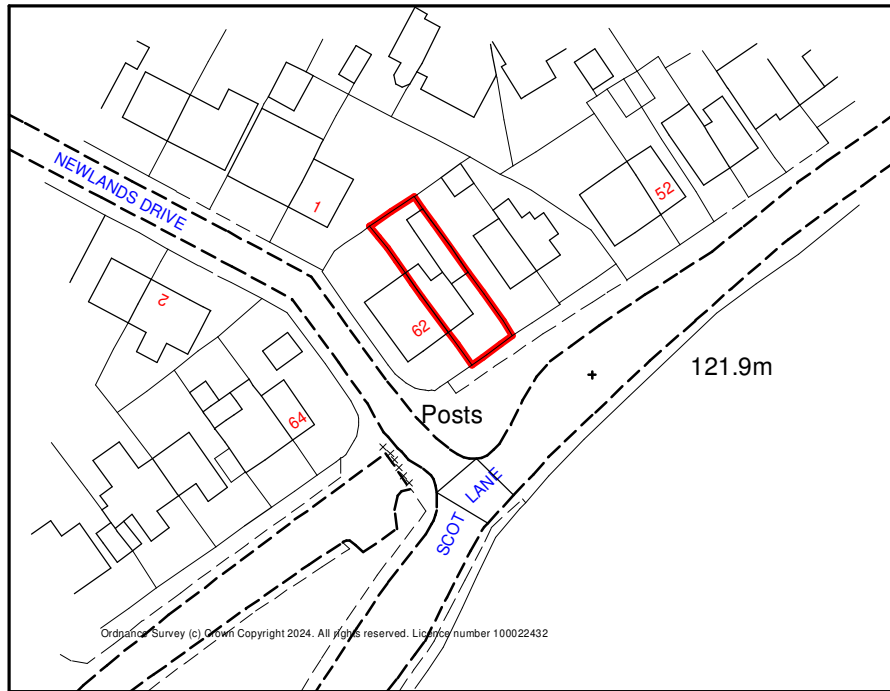 NEWLANDS DRIVE
1
52
2
62
121.9m
Posts
64
SCOT LANE
Ordnance Survey (c) Crown Copyright 2024. All rights reserved. Licence number 100022432